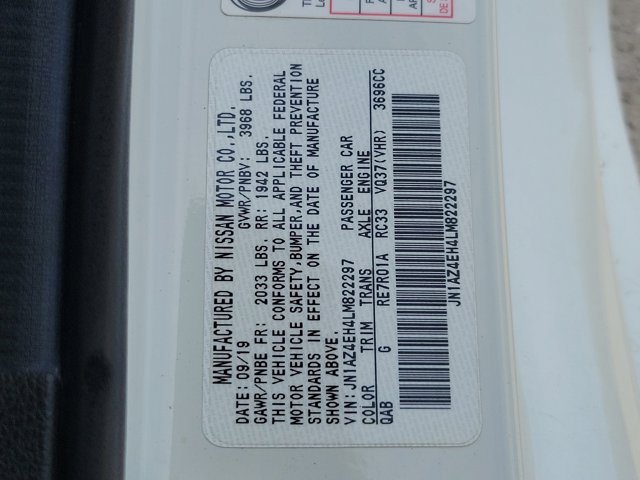 MANUFACTURED BY NISSAN MOTOR CO.,LTD.
DATE: 09/19 GVWR/PNBV: 3968 LBS.
GAWR/PNBE FR: 2033 LBS. RR: 1942 LBS.
THIS VEHICLE CONFORMS TO ALL APPLICABLE FEDERAL
MOTOR VEHICLE SAFETY,BUMPER,AND THEFT PREVENTION
STANDARDS IN EFFECT ON THE DATE OF MANUFACTURE
SHOWN ABOVE.
VIN: JN1AZ4EH4LM822297 PASSENGER CAR
COLOR TRIM TRANS AXLE ENGINE
QAB G RE7R01A RC33 VQ37(VHR) 3696CC
JN1AZ4EH4LM822297